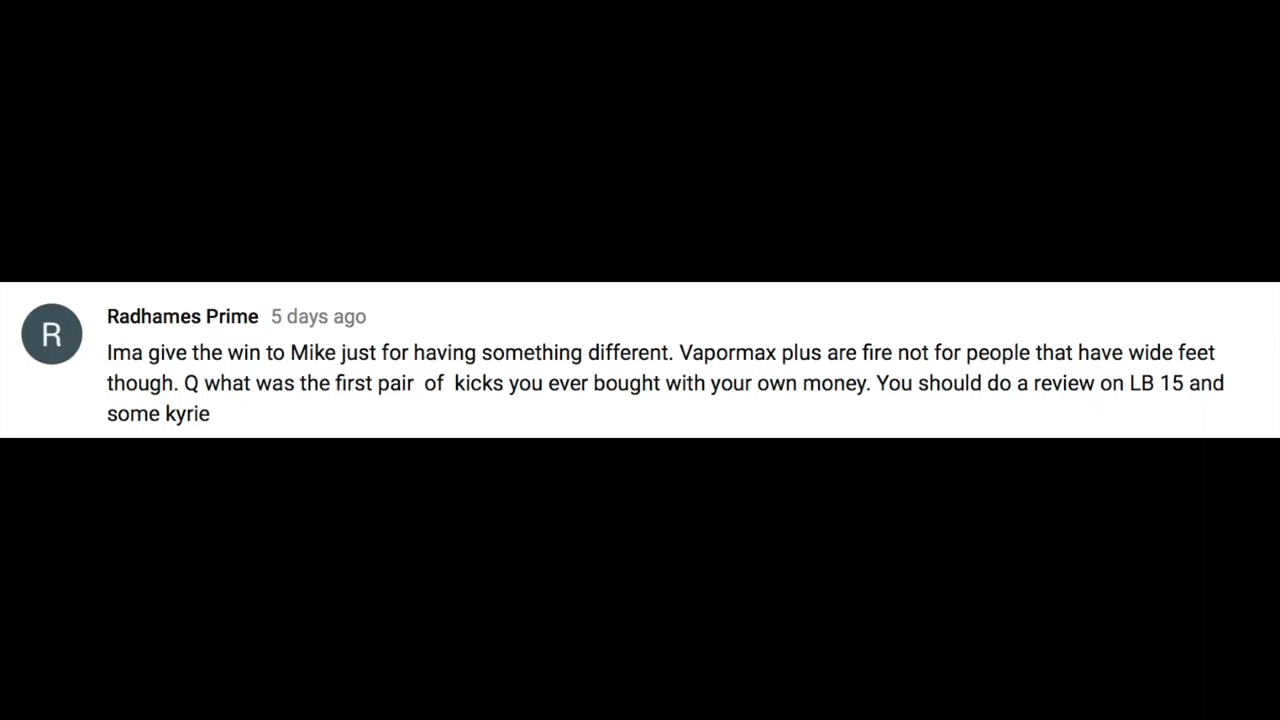 R
Radhames Prime 5 days ago
Ima give the win to Mike just for having something different. Vapormax plus are fire not for people that have wide feet
though. Q what was the first pair  of  kicks you ever bought with your own money. You should do a review on LB 15 and
some kyrie